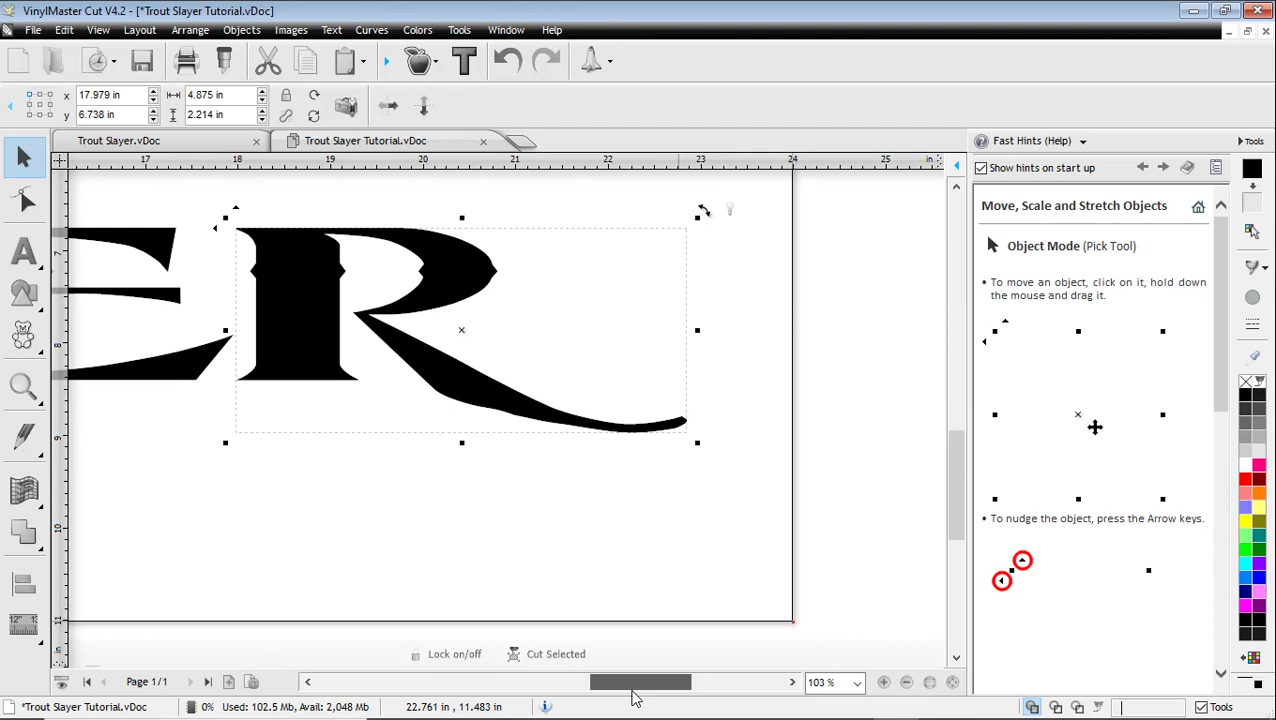 VinylMaster Cut V4.2 - [*Trout Slayer Tutorial.vDoc]
File Edit View Layout Arrange Objects Images Text Curves Colors Tools Window Help
x 17.979 in 4.875 in
y 6.738 in 2.214 in
Trout Slayer.vDoc Trout Slayer Tutorial.vDoc
Fast Hints (Help) Tools
Show hints on start up
17 18 19 20 21 22 23 24 25 in
Move, Scale and Stretch Objects
Object Mode (Pick Tool)
• To move an object, click on it, hold down
the mouse and drag it.
7
8
9
10
11
ER
• To nudge the object, press the Arrow keys.
Lock on/off Cut Selected
Page 1/1 103 %
*Trout Slayer Tutorial.vDoc 0% Used: 102.5 Mb, Avail: 2,048 Mb 22.761 in , 11.483 in Tools